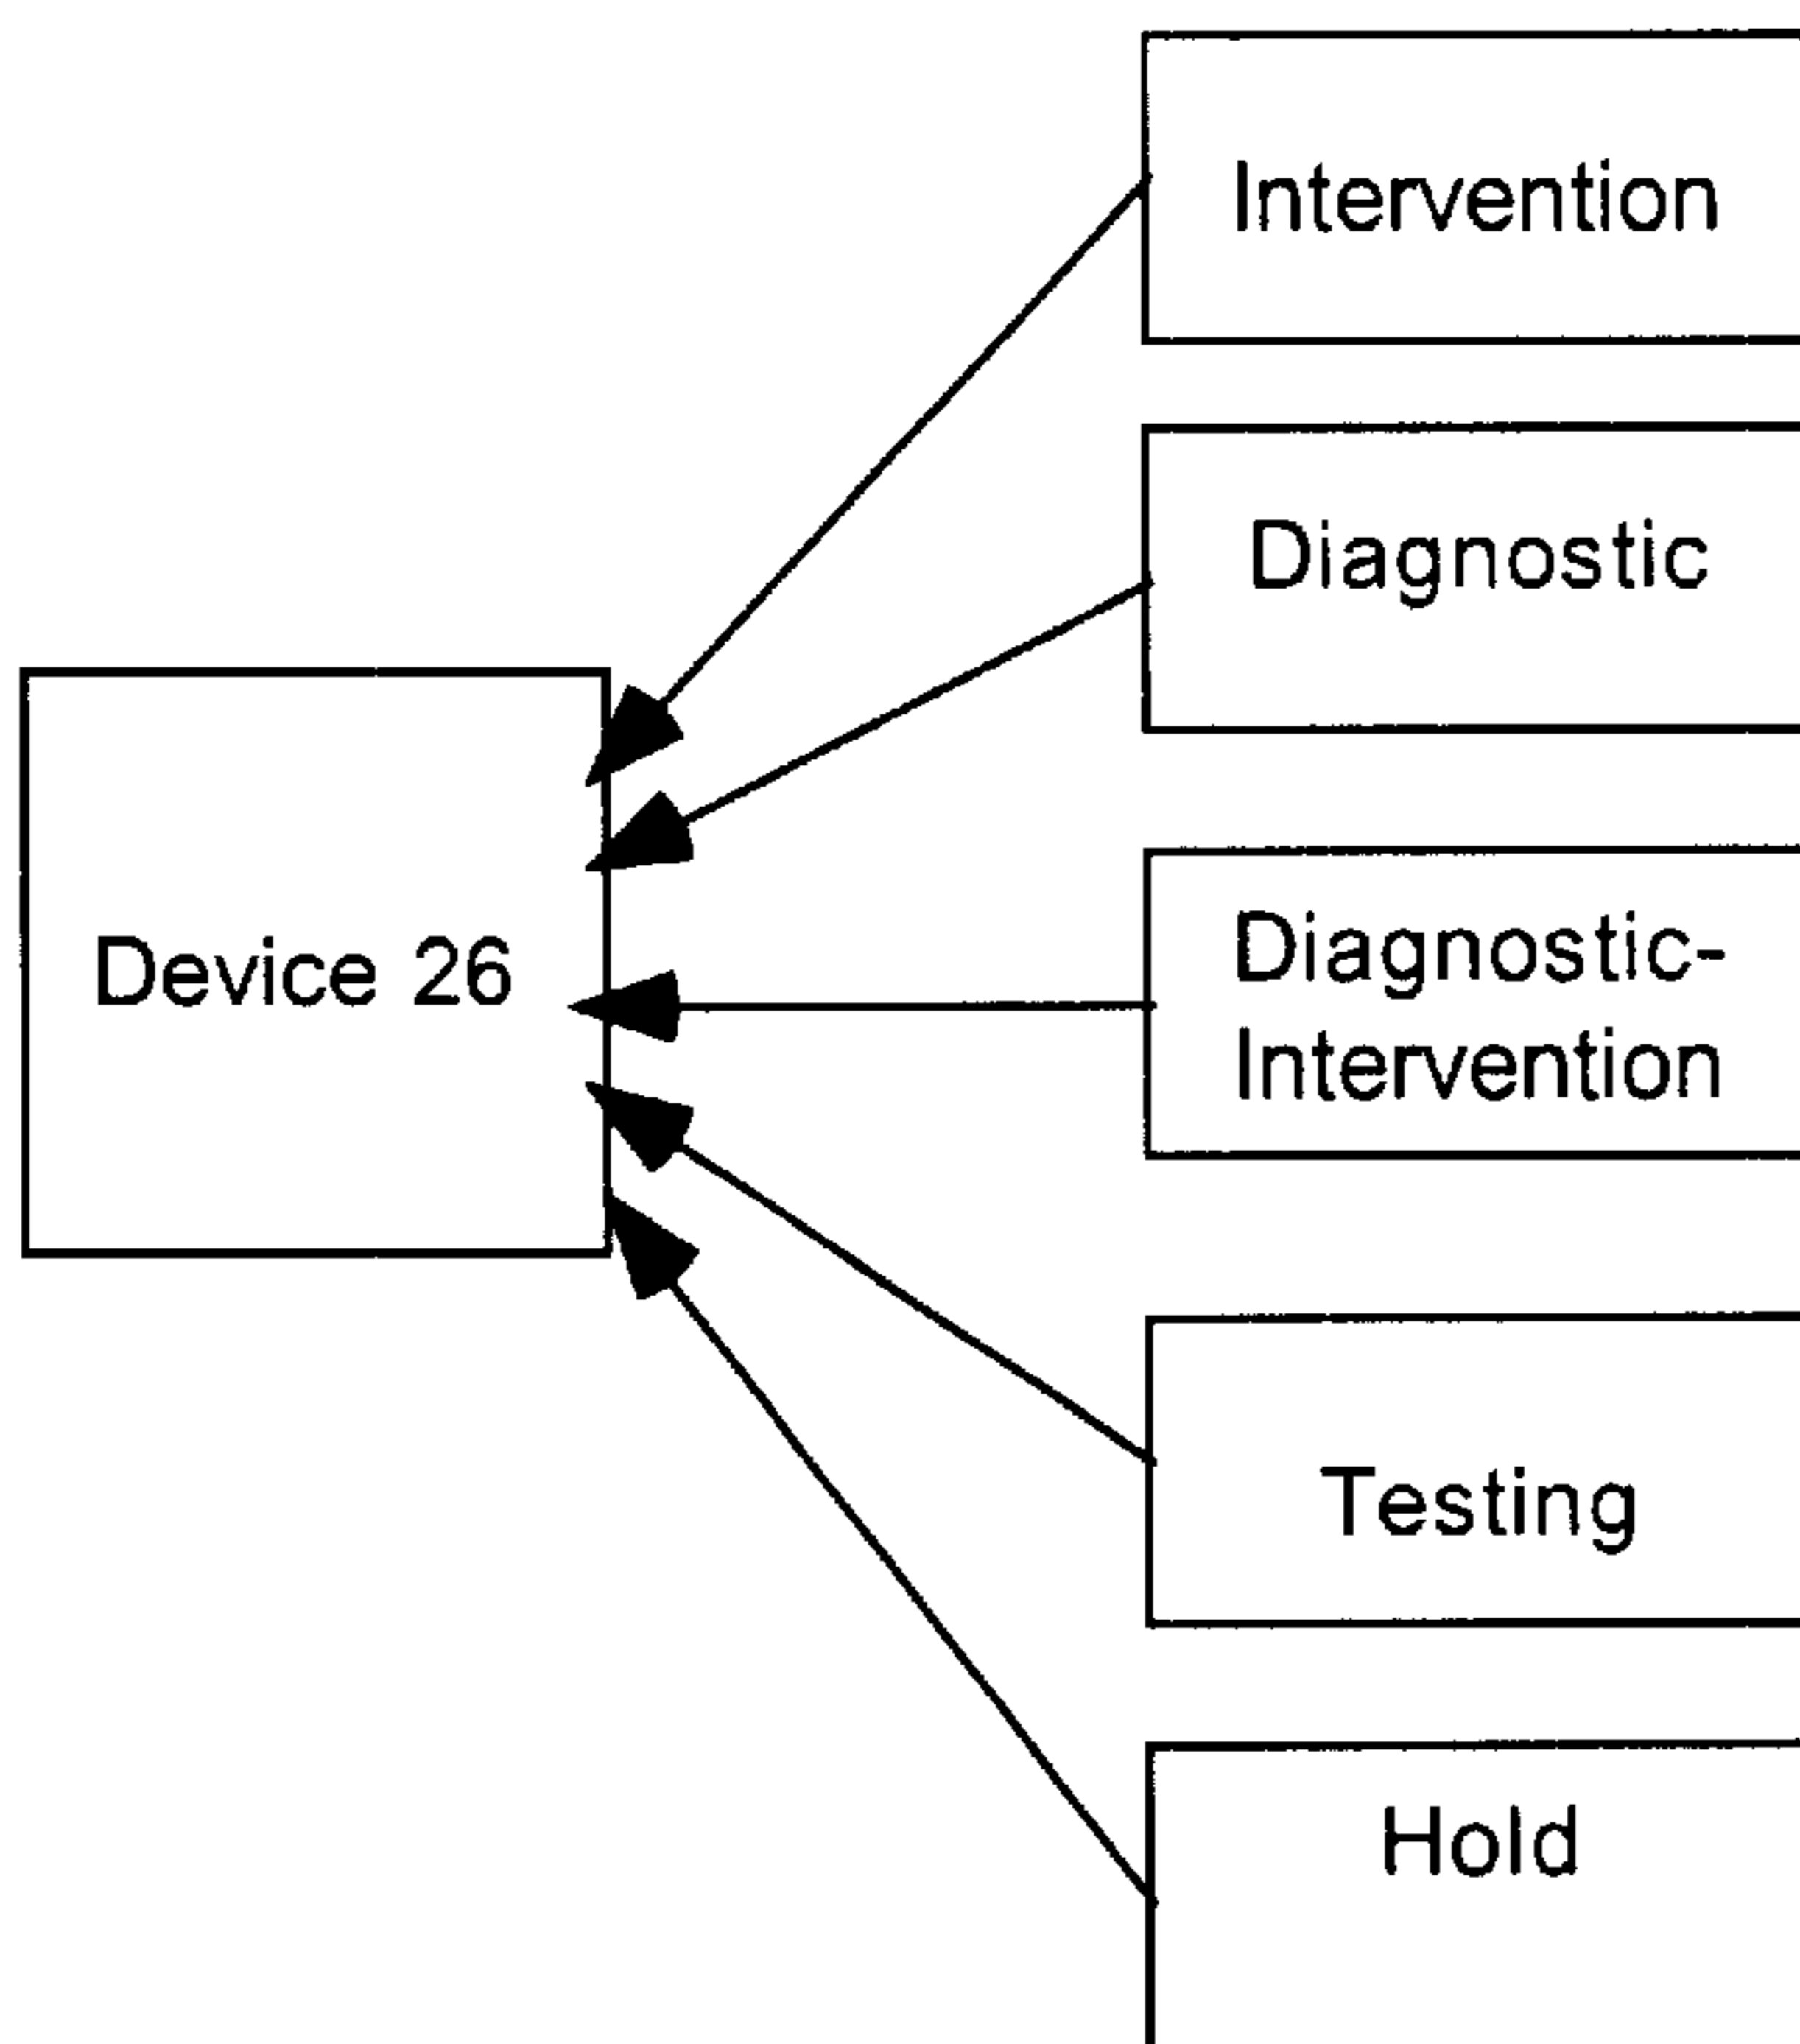 Intervention
Diagnostic
Device 26
Diagnostic-
Intervention
Testing
Hold